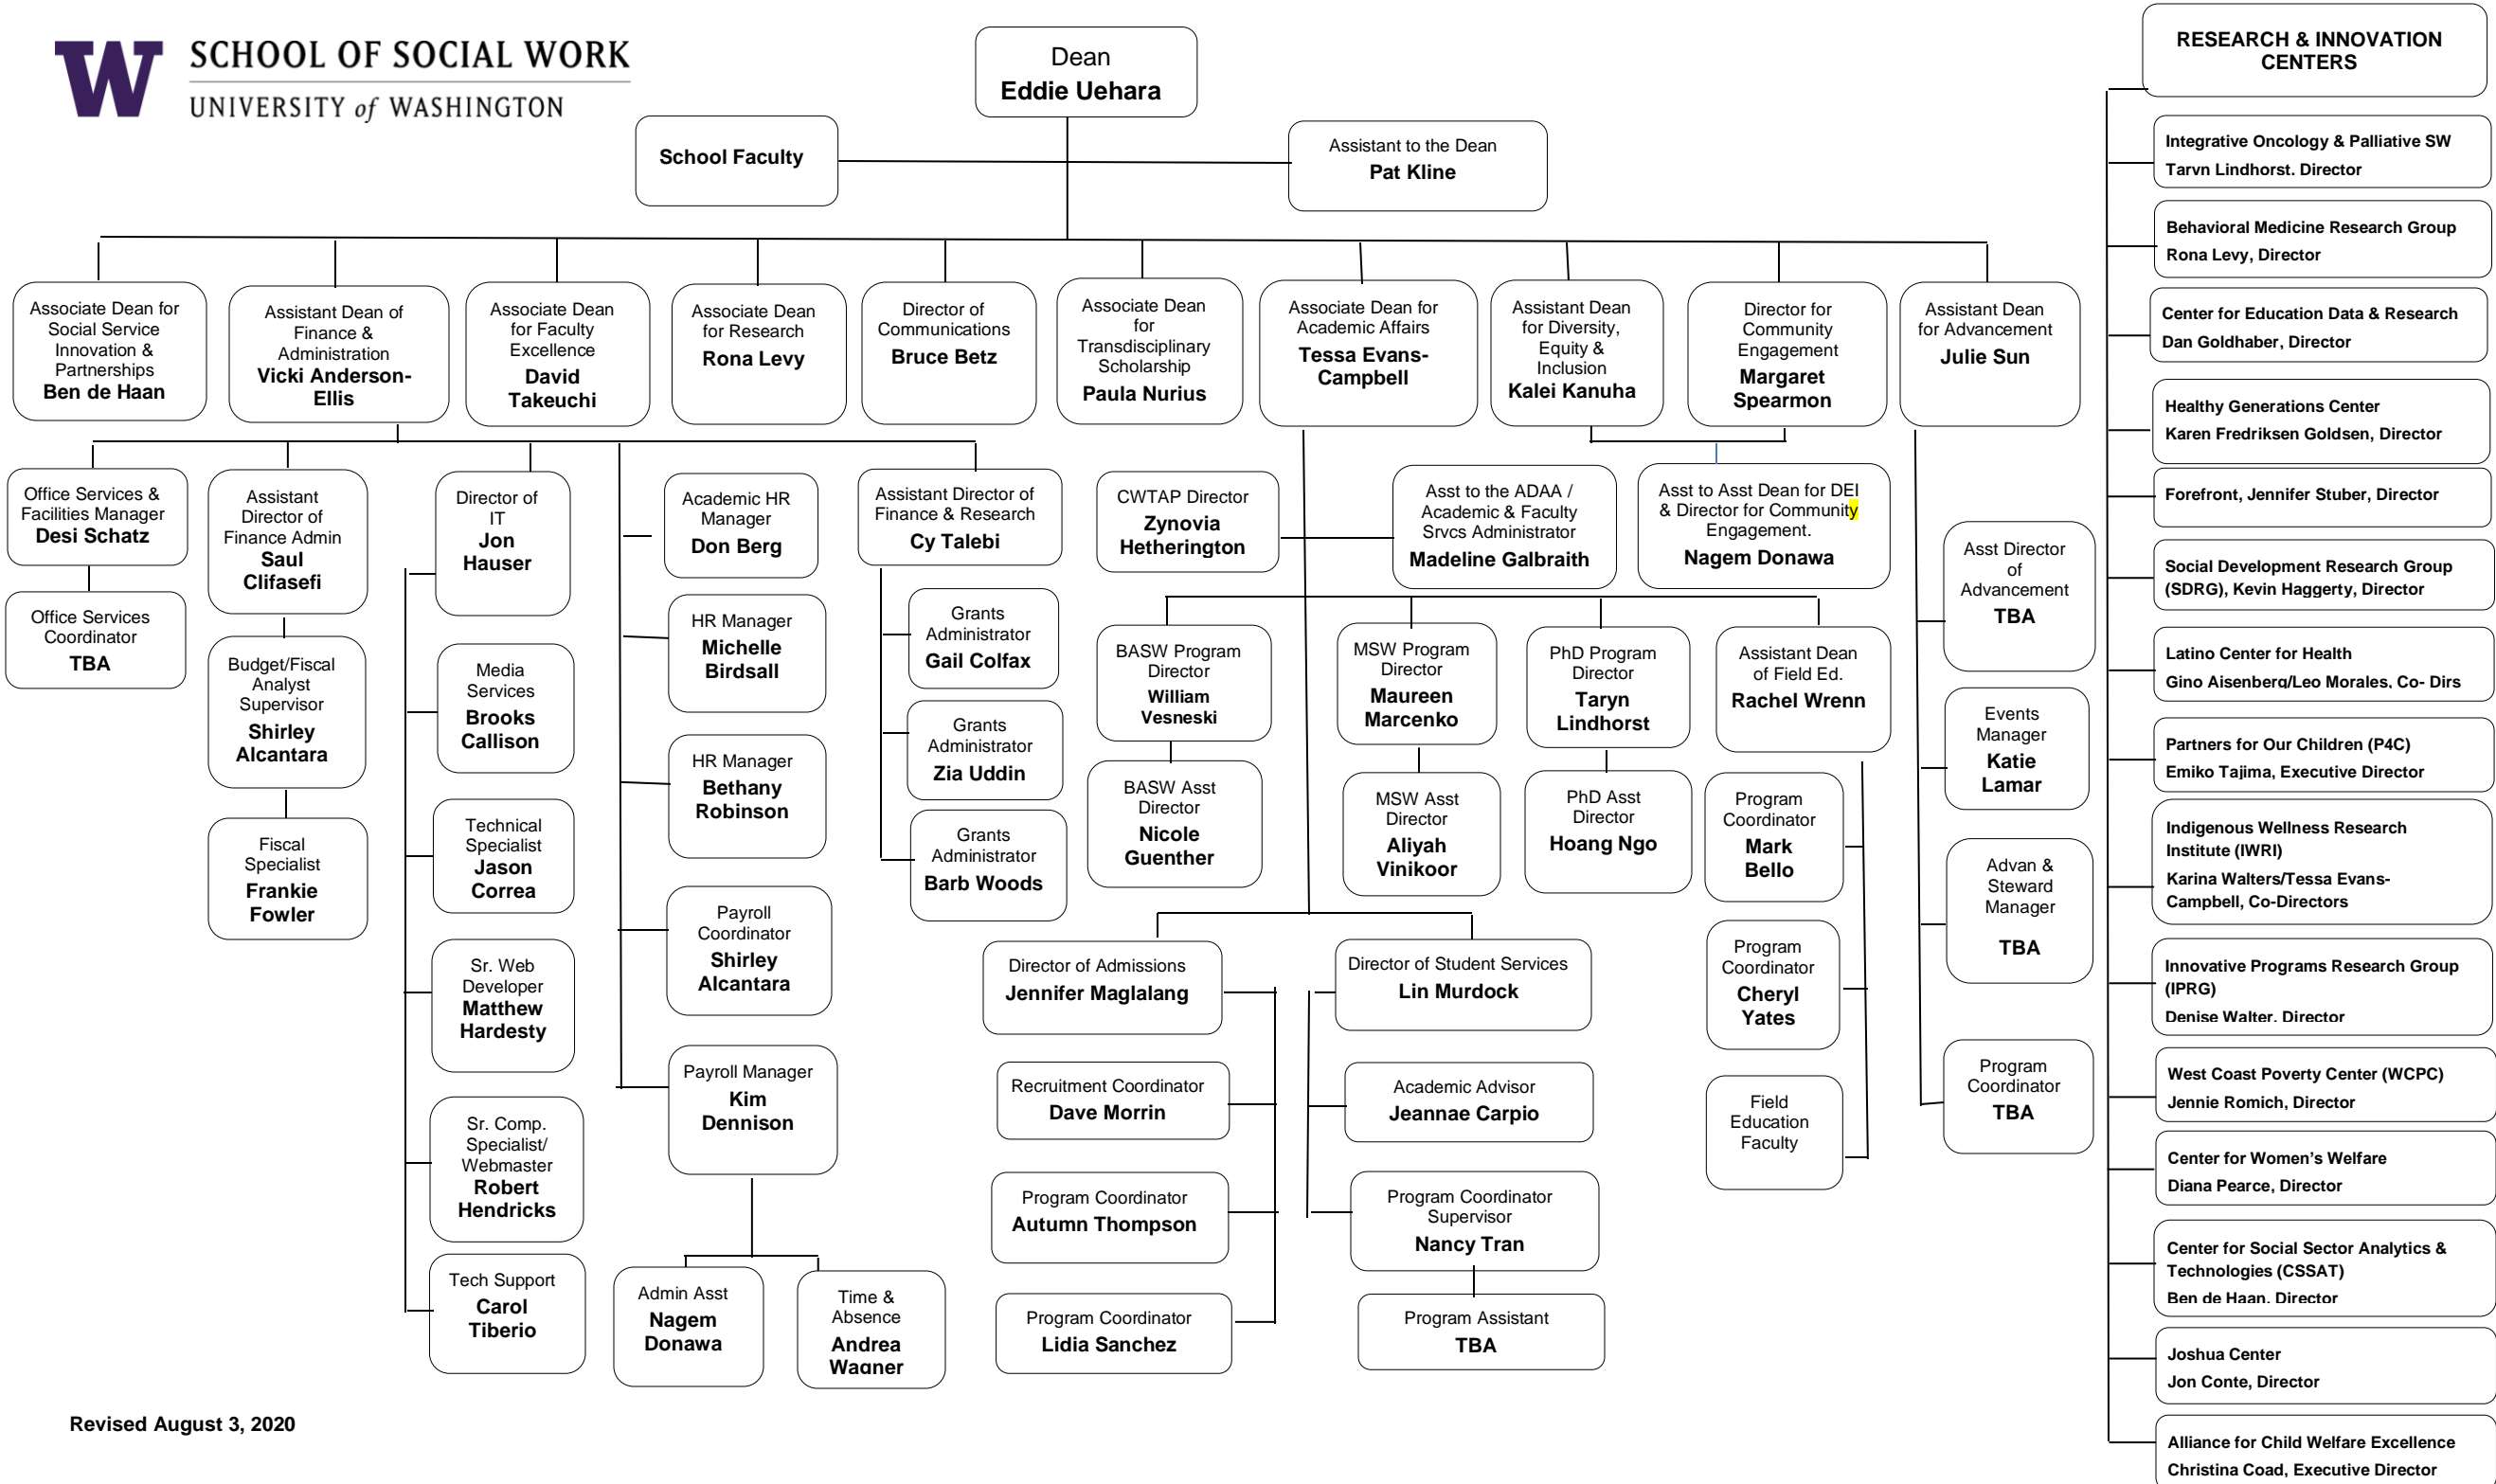 SCHOOL OF SOCIAL WORK
UNIVERSITY of WASHINGTON
Dean
Eddie Uehara
School Faculty
Assistant to the Dean
Pat Kline
Associate Dean for
Social Service
Innovation &
Partnerships
Ben de Haan
Assistant Dean of
Finance &
Administration
Vicki Anderson-
Ellis
Associate Dean
for Faculty
Excellence
David
Takeuchi
Associate Dean
for Research
Rona Levy
Director of
Communications
Bruce Betz
Associate Dean
for
Transdisciplinary
Scholarship
Paula Nurius
Associate Dean for
Academic Affairs
Tessa Evans-
Campbell
Assistant Dean
for Diversity,
Equity &
Inclusion
Kalei Kanuha
Director for
Community
Engagement
Margaret
Spearmon
Assistant Dean
for Advancement
Julie Sun
Office Services &
Facilities Manager
Desi Schatz
Office Services
Coordinator
TBA
Assistant
Director of
Finance Admin
Saul
Clifasefi
Budget/Fiscal
Analyst
Supervisor
Shirley
Alcantara
Fiscal
Specialist
Frankie
Fowler
Director of
IT
Jon
Hauser
Media
Services
Brooks
Callison
Technical
Specialist
Jason
Correa
Sr. Web
Developer
Matthew
Hardesty
Sr. Comp.
Specialist/
Webmaster
Robert
Hendricks
Tech Support
Carol
Tiberio
Academic HR
Manager
Don Berg
HR Manager
Michelle
Birdsall
HR Manager
Bethany
Robinson
Payroll
Coordinator
Shirley
Alcantara
Payroll Manager
Kim
Dennison
Admin Asst
Nagem
Donawa
Time &
Absence
Andrea
Wagner
Assistant Director of
Finance & Research
Cy Talebi
Grants
Administrator
Gail Colfax
Grants
Administrator
Zia Uddin
Grants
Administrator
Barb Woods
CWTAP Director
Zynovia
Hetherington
Asst to the ADAA /
Academic & Faculty
Srvcs Administrator
Madeline Galbraith
Asst to Asst Dean for DEI
& Director for Community
Engagement.
Nagem Donawa
BASW Program
Director
William
Vesneski
BASW Asst
Director
Nicole
Guenther
MSW Program
Director
Maureen
Marcenko
MSW Asst
Director
Aliyah
Vinikoor
PhD Program
Director
Taryn
Lindhorst
PhD Asst
Director
Hoang Ngo
Assistant Dean
of Field Ed.
Rachel Wrenn
Program
Coordinator
Mark
Bello
Program
Coordinator
Cheryl
Yates
Field
Education
Faculty
Director of Admissions
Jennifer Maglalang
Recruitment Coordinator
Dave Morrin
Program Coordinator
Autumn Thompson
Program Coordinator
Lidia Sanchez
Director of Student Services
Lin Murdock
Academic Advisor
Jeannae Carpio
Program Coordinator
Supervisor
Nancy Tran
Program Assistant
TBA
Asst Director
of
Advancement
TBA
Events
Manager
Katie
Lamar
Advan &
Steward
Manager
TBA
Program
Coordinator
TBA
RESEARCH & INNOVATION
CENTERS
Integrative Oncology & Palliative SW
Taryn Lindhorst. Director
Behavioral Medicine Research Group
Rona Levy, Director
Center for Education Data & Research
Dan Goldhaber, Director
Healthy Generations Center
Karen Fredriksen Goldsen, Director
Forefront, Jennifer Stuber, Director
Social Development Research Group
(SDRG), Kevin Haggerty, Director
Latino Center for Health
Gino Aisenberg/Leo Morales, Co- Dirs
Partners for Our Children (P4C)
Emiko Tajima, Executive Director
Indigenous Wellness Research
Institute (IWRI)
Karina Walters/Tessa Evans-
Campbell, Co-Directors
Innovative Programs Research Group
(IPRG)
Denise Walter, Director
West Coast Poverty Center (WCPC)
Jennie Romich, Director
Center for Women’s Welfare
Diana Pearce, Director
Center for Social Sector Analytics &
Technologies (CSSAT)
Ben de Haan, Director
Joshua Center
Jon Conte, Director
Alliance for Child Welfare Excellence
Christina Coad, Executive Director
Revised August 3, 2020